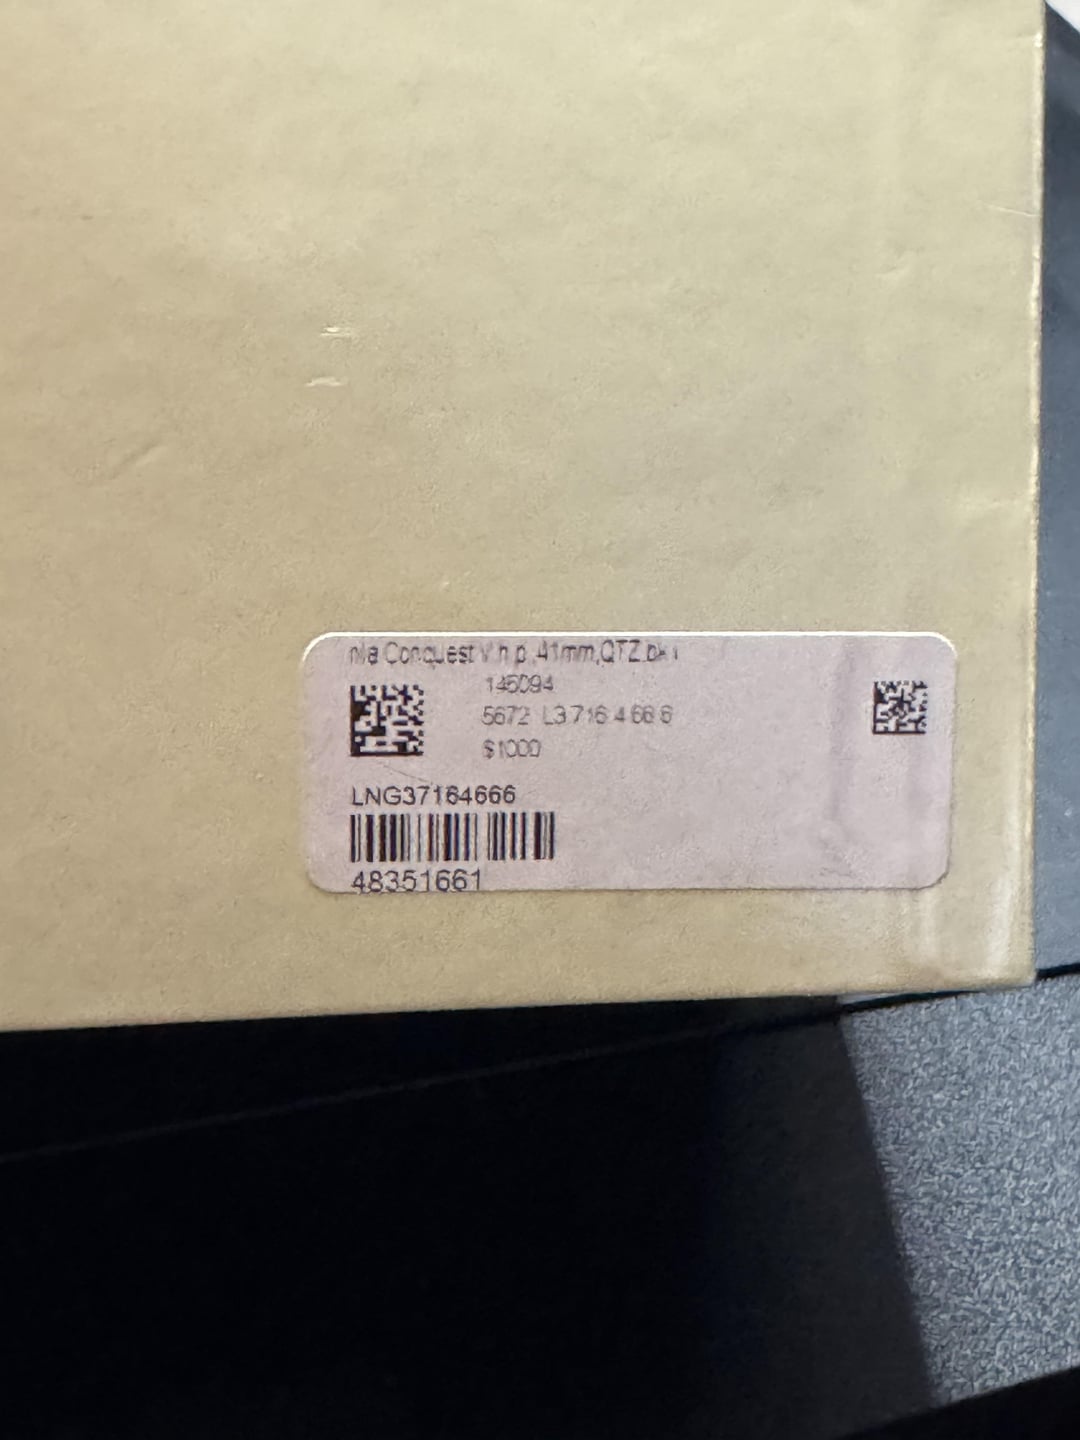 n/a Conquest V.h.p.,41mm,QTZ,bk
145094
5672 L3.716.4.66.6
$1000
LNG37164666
48351661